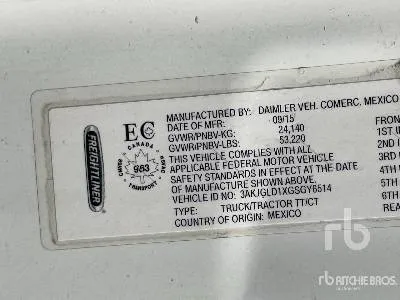 FREIGHTLINER
EC
CANADA
983
TRANSPORT
MANUFACTURED BY: DAIMLER VEH. COMERC. MEXICO
DATE OF MFR: 09/15
GVWR/PNBV-KG: 24,140
GVWR/PNBV-LBS: 53,220
THIS VEHICLE COMPLIES WITH ALL
APPLICABLE FEDERAL MOTOR VEHICLE
SAFETY STANDARDS IN EFFECT AT THE DATE
OF MANUFACTURE SHOWN ABOVE.
VEHICLE ID NO: 3AKJGLD1XGSGY6514
TYPE: TRUCK/TRACTOR TT/CT
COUNTRY OF ORIGIN: MEXICO
FRON
1ST I
2ND I
3RD
4TH
5TH
6TH
REA
rb
rb RITCHIE BROS.